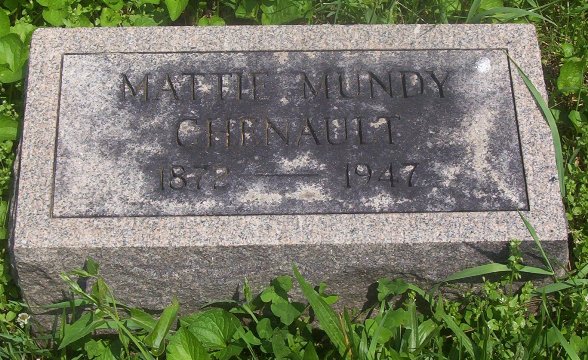 MATTIE MUNDY
CHENAULT
1872 — 1947